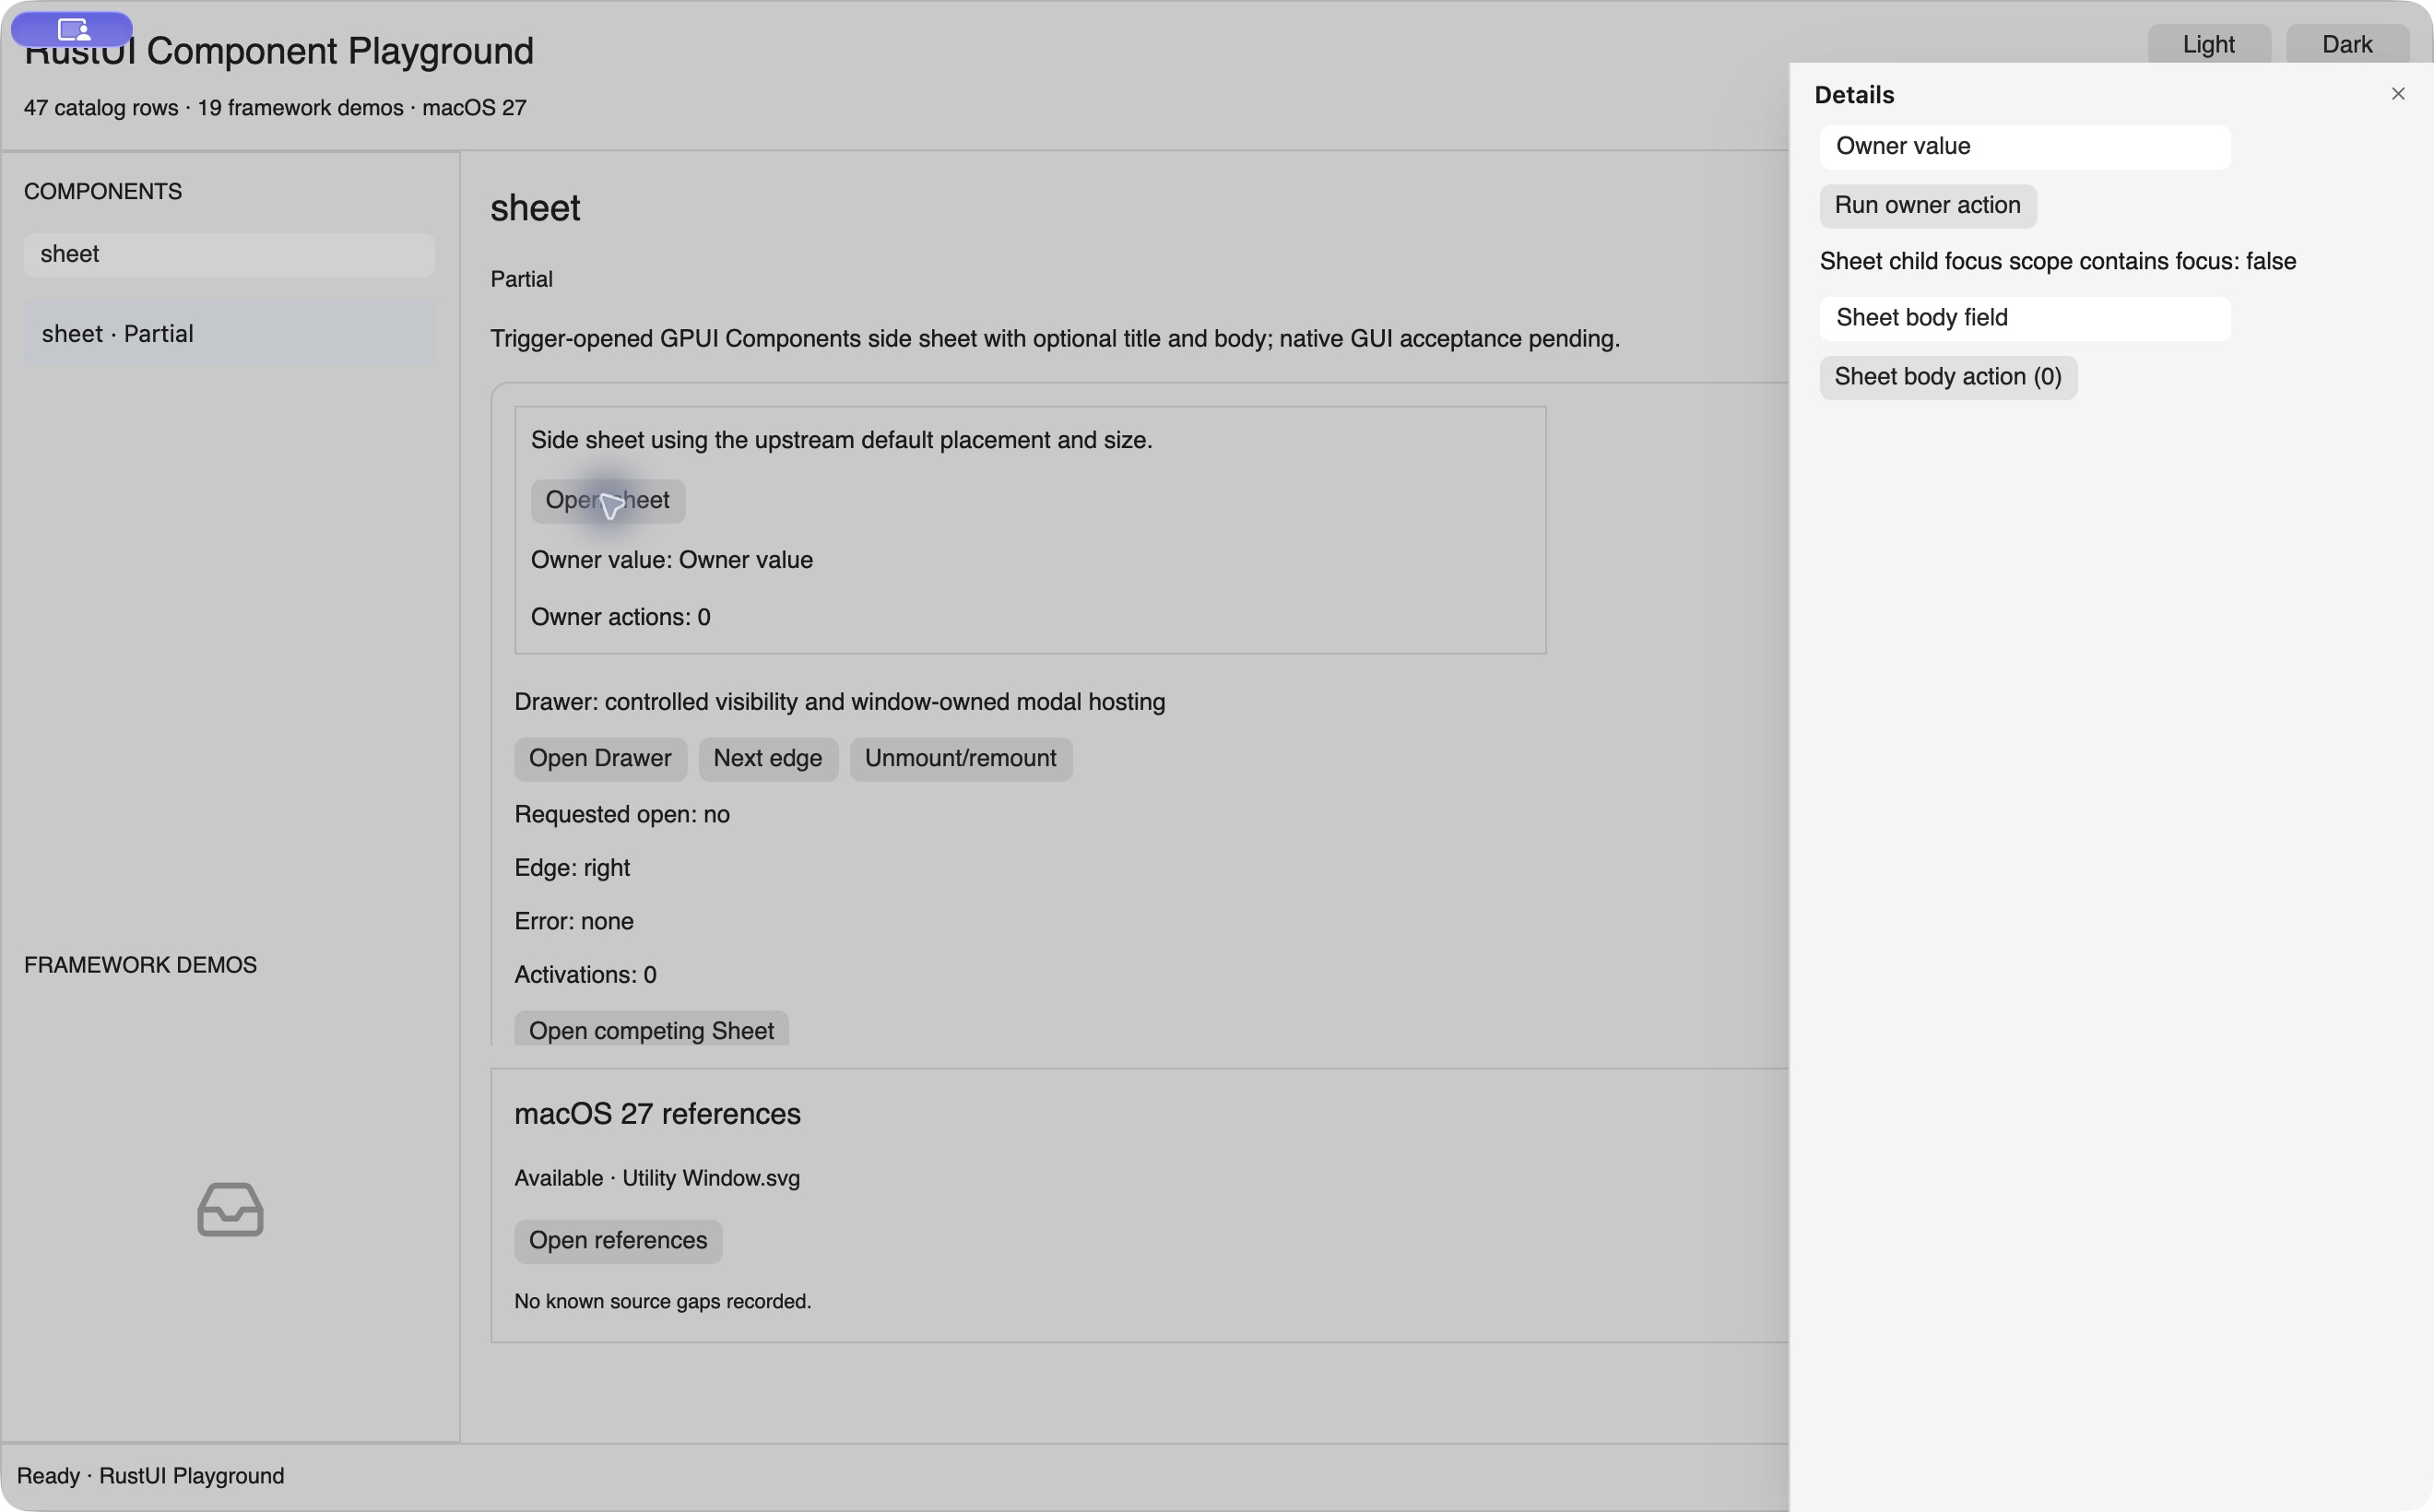 RustUI Component Playground
47 catalog rows · 19 framework demos · macOS 27
Light
Dark
COMPONENTS
sheet
sheet · Partial
FRAMEWORK DEMOS
sheet
Partial
Trigger-opened GPUI Components side sheet with optional title and body; native GUI acceptance pending.
Side sheet using the upstream default placement and size.
Open sheet
Owner value: Owner value
Owner actions: 0
Drawer: controlled visibility and window-owned modal hosting
Open Drawer
Next edge
Unmount/remount
Requested open: no
Edge: right
Error: none
Activations: 0
Open competing Sheet
macOS 27 references
Available · Utility Window.svg
Open references
No known source gaps recorded.
Details
Owner value
Run owner action
Sheet child focus scope contains focus: false
Sheet body field
Sheet body action (0)
Ready · RustUI Playground